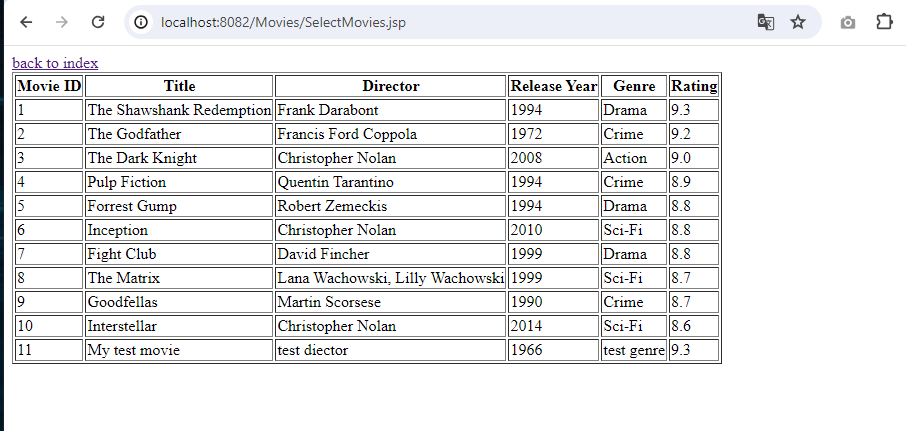 localhost:8082/Movies/SelectMovies.jsp
back to index
Movie ID Title Director Release Year Genre Rating
1 The Shawshank Redemption Frank Darabont 1994 Drama 9.3
2 The Godfather Francis Ford Coppola 1972 Crime 9.2
3 The Dark Knight Christopher Nolan 2008 Action 9.0
4 Pulp Fiction Quentin Tarantino 1994 Crime 8.9
5 Forrest Gump Robert Zemeckis 1994 Drama 8.8
6 Inception Christopher Nolan 2010 Sci-Fi 8.8
7 Fight Club David Fincher 1999 Drama 8.8
8 The Matrix Lana Wachowski, Lilly Wachowski 1999 Sci-Fi 8.7
9 Goodfellas Martin Scorsese 1990 Crime 8.7
10 Interstellar Christopher Nolan 2014 Sci-Fi 8.6
11 My test movie test diector 1966 test genre 9.3